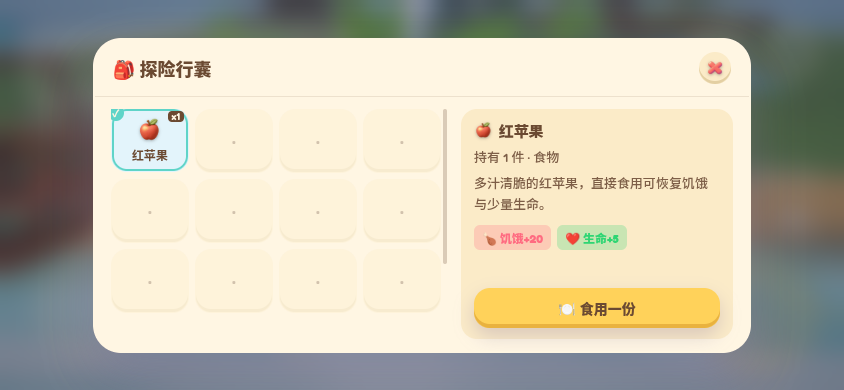 探险行囊
x1
红苹果
红苹果
持有 1 件 · 食物
多汁清脆的红苹果，直接食用可恢复饥饿
与少量生命。
饥饿+20 生命+5
食用一份